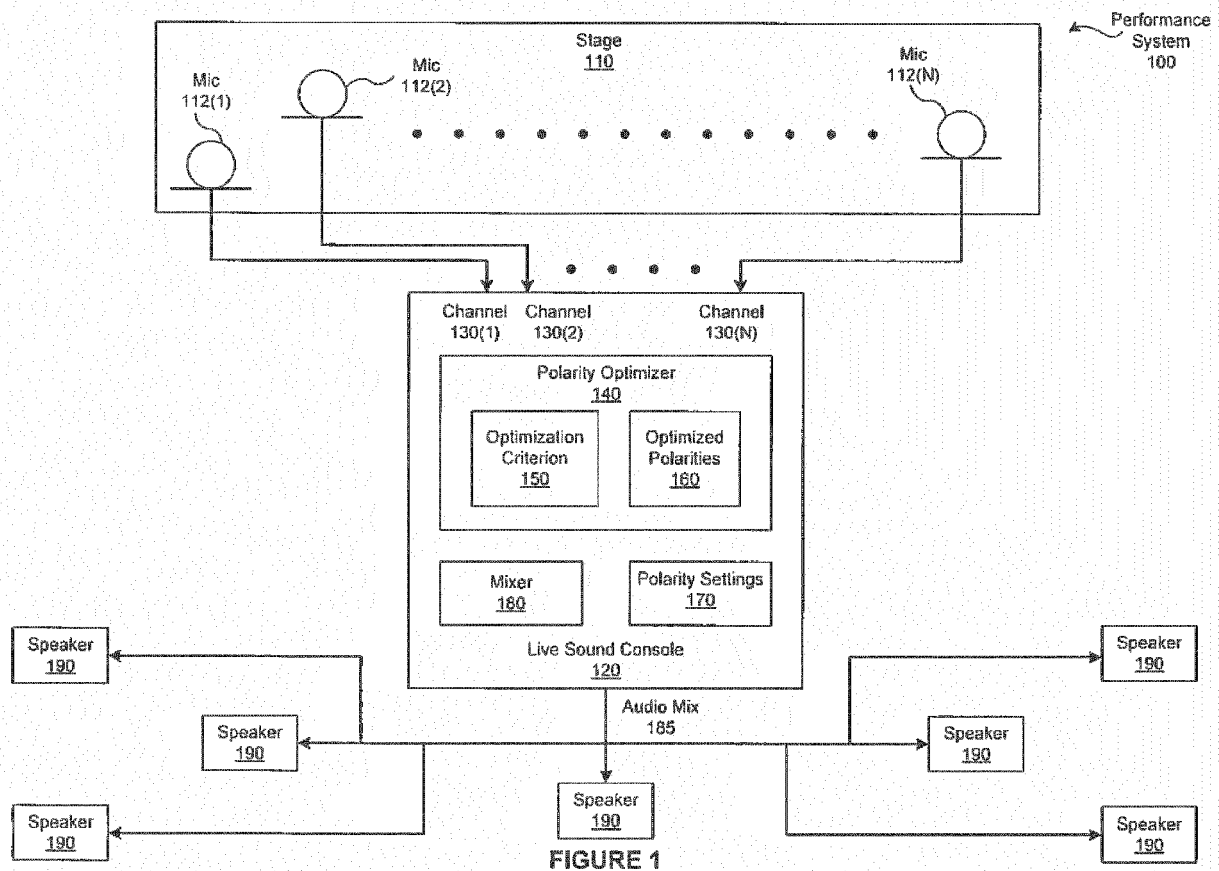 Performance
System
100
Stage
110
Mic
112(1)
Mic
112(2)
Mic
112(N)
Channel
130(1)
Channel
130(2)
Channel
130(N)
Polarity Optimizer
140
Optimization
Criterion
150
Optimized
Polarities
160
Mixer
180
Polarity Settings
170
Live Sound Console
120
Audio Mix
185
Speaker
190
Speaker
190
Speaker
190
Speaker
190
Speaker
190
Speaker
190
Speaker
190
FIGURE 1